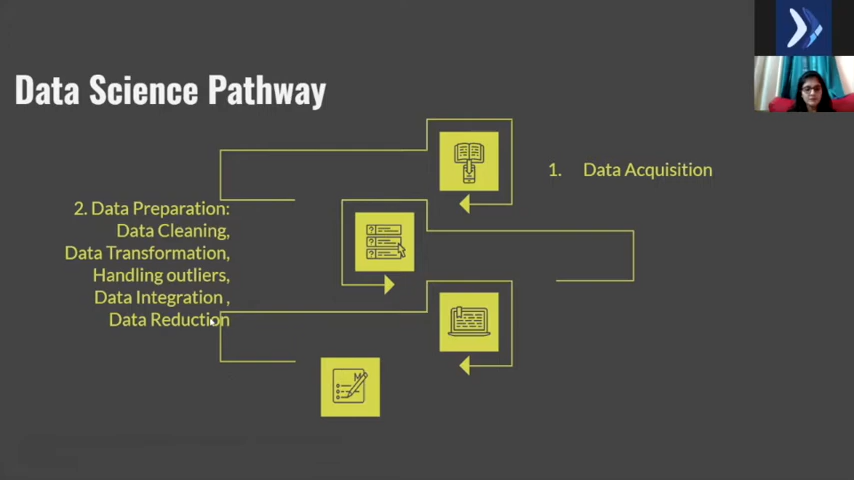 Data Science Pathway
1. Data Acquisition
2. Data Preparation:
Data Cleaning,
Data Transformation,
Handling outliers,
Data Integration ,
Data Reduction
M